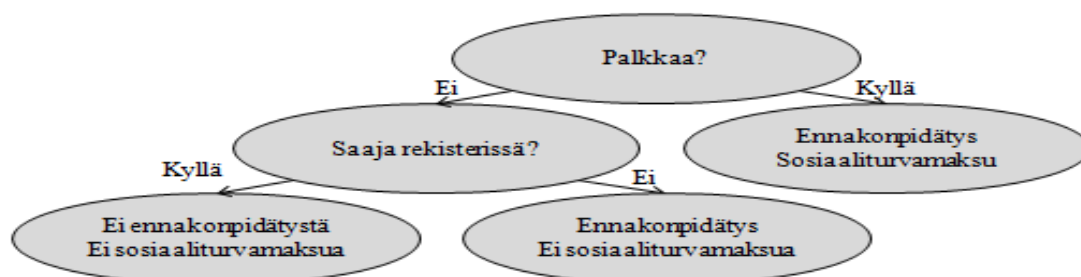 Palkkaa?
Ei
Kyllä
Saaja rekisterissä?
Ennakonpidätys
Sosiaaliturvamaksu
Kyllä
Ei
Ei ennakonpidätystä
Ei sosiaaliturvamaksua
Ennakonpidätys
Ei sosiaaliturvamaksua